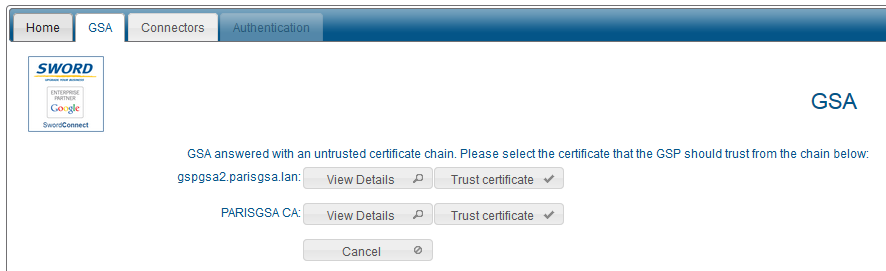 Home GSA Connectors Authentication
SWORD
UPGRADE YOUR BUSINESS
ENTERPRISE
PARTNER
Google
SwordConnect
GSA
GSA answered with an untrusted certificate chain. Please select the certificate that the GSP should trust from the chain below:
gspgsa2.parisgsa.lan: View Details Trust certificate
PARISGSA CA: View Details Trust certificate
Cancel